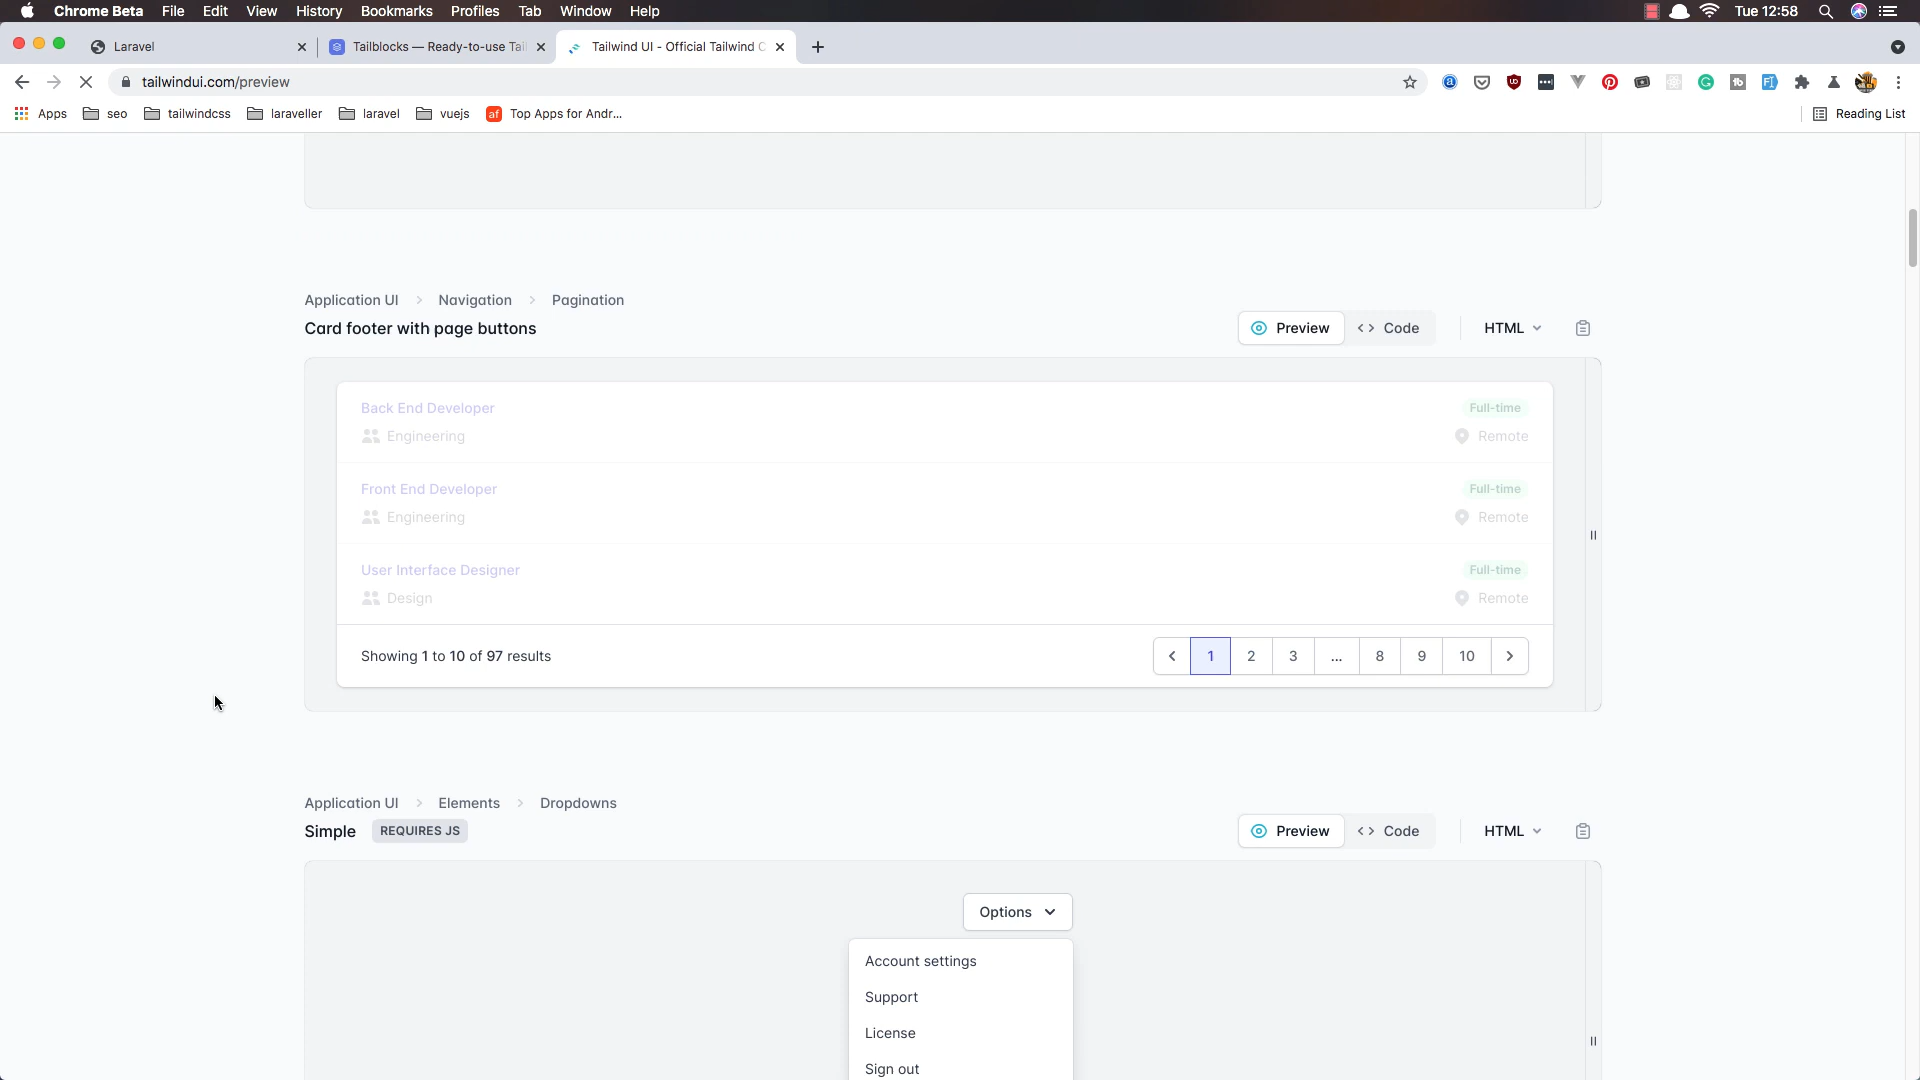 Chrome Beta File Edit View History Bookmarks Profiles Tab Window Help Tue 12:58
Laravel Tailblocks — Ready-to-use Tai Tailwind UI - Official Tailwind C
tailwindui.com/preview
Apps seo tailwindcss laraveller laravel vuejs af Top Apps for Andr... Reading List
Application UI > Navigation > Pagination
Card footer with page buttons Preview <> Code HTML
Back End Developer Full-time
Engineering Remote
Front End Developer Full-time
Engineering Remote
User Interface Designer Full-time
Design Remote
Showing 1 to 10 of 97 results < 1 2 3 ... 8 9 10 >
Application UI > Elements > Dropdowns
Simple REQUIRES JS Preview <> Code HTML
Options
Account settings
Support
License
Sign out